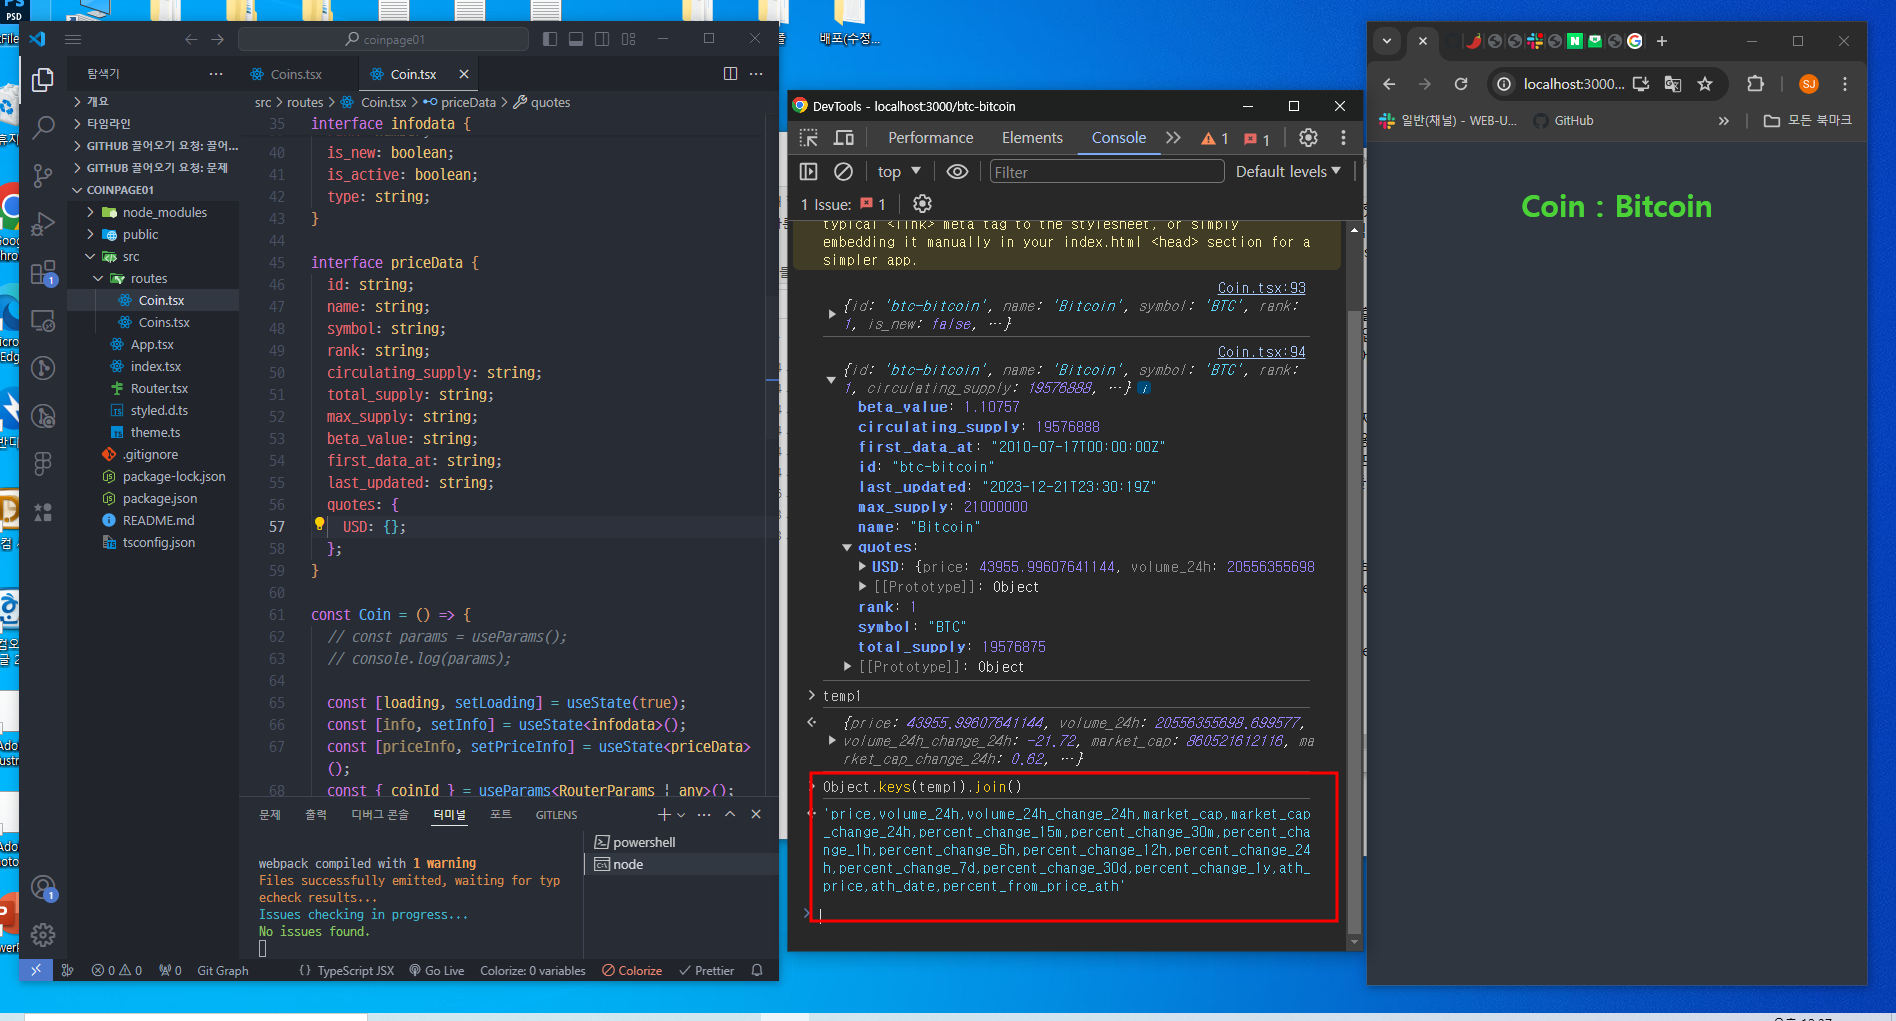 PSD
배포(수정...
coinpage01
탐색기
Coins.tsx
Coin.tsx
src > routes > Coin.tsx > priceData > quotes
개요
타임라인
GITHUB 끌어오기 요청: 끌어...
GITHUB 끌어오기 요청: 문제
COINPAGE01
node_modules
public
src
routes
Coin.tsx
Coins.tsx
App.tsx
index.tsx
Router.tsx
styled.d.ts
theme.ts
.gitignore
package-lock.json
package.json
README.md
tsconfig.json
35 interface infodata {
40 is_new: boolean;
41 is_active: boolean;
42 type: string;
43 }
44
45 interface priceData {
46 id: string;
47 name: string;
48 symbol: string;
49 rank: string;
50 circulating_supply: string;
51 total_supply: string;
52 max_supply: string;
53 beta_value: string;
54 first_data_at: string;
55 last_updated: string;
56 quotes: {
57 USD: {};
58 };
59 }
60
61 const Coin = () => {
62 // const params = useParams();
63 // console.log(params);
64
65 const [loading, setLoading] = useState(true);
66 const [info, setInfo] = useState<infodata>();
67 const [priceInfo, setPriceInfo] = useState<priceData>
();
68 const { coinId } = useParams<RouterParams | any>();
문제 출력 디버그 콘솔 터미널 포트 GITLENS
webpack compiled with 1 warning
Files successfully emitted, waiting for typ
echeck results...
Issues checking in progress...
No issues found.
powershell
node
0 0 0 Git Graph {} TypeScript JSX Go Live Colorize: 0 variables Colorize Prettier
DevTools - localhost:3000/btc-bitcoin
Performance Elements Console 1 1
top Filter Default levels
1 Issue: 1
typical <link> meta tag to the stylesheet, or simply
embedding it manually in your index.html <head> section for a
simpler app.
Coin.tsx:93
{id: 'btc-bitcoin', name: 'Bitcoin', symbol: 'BTC', rank:
1, is_new: false, …}
Coin.tsx:94
{id: 'btc-bitcoin', name: 'Bitcoin', symbol: 'BTC', rank:
1, circulating_supply: 19576888, …}
beta_value: 1.10757
circulating_supply: 19576888
first_data_at: "2010-07-17T00:00:00Z"
id: "btc-bitcoin"
last_updated: "2023-12-21T23:30:19Z"
max_supply: 21000000
name: "Bitcoin"
quotes:
USD: {price: 43955.99607641144, volume_24h: 20556355698
[[Prototype]]: Object
rank: 1
symbol: "BTC"
total_supply: 19576875
[[Prototype]]: Object
temp1
{price: 43955.99607641144, volume_24h: 20556355698.699577,
volume_24h_change_24h: -21.72, market_cap: 860521612116, ma
rket_cap_change_24h: 0.62, …}
Object.keys(temp1).join()
'price,volume_24h,volume_24h_change_24h,market_cap,market_cap
_change_24h,percent_change_15m,percent_change_30m,percent_cha
nge_1h,percent_change_6h,percent_change_12h,percent_change_24
h,percent_change_7d,percent_change_30d,percent_change_1y,ath_
price,ath_date,percent_from_price_ath'
localhost:3000...
SJ
일반(채널) - WEB-U...
GitHub
모든 북마크
Coin : Bitcoin